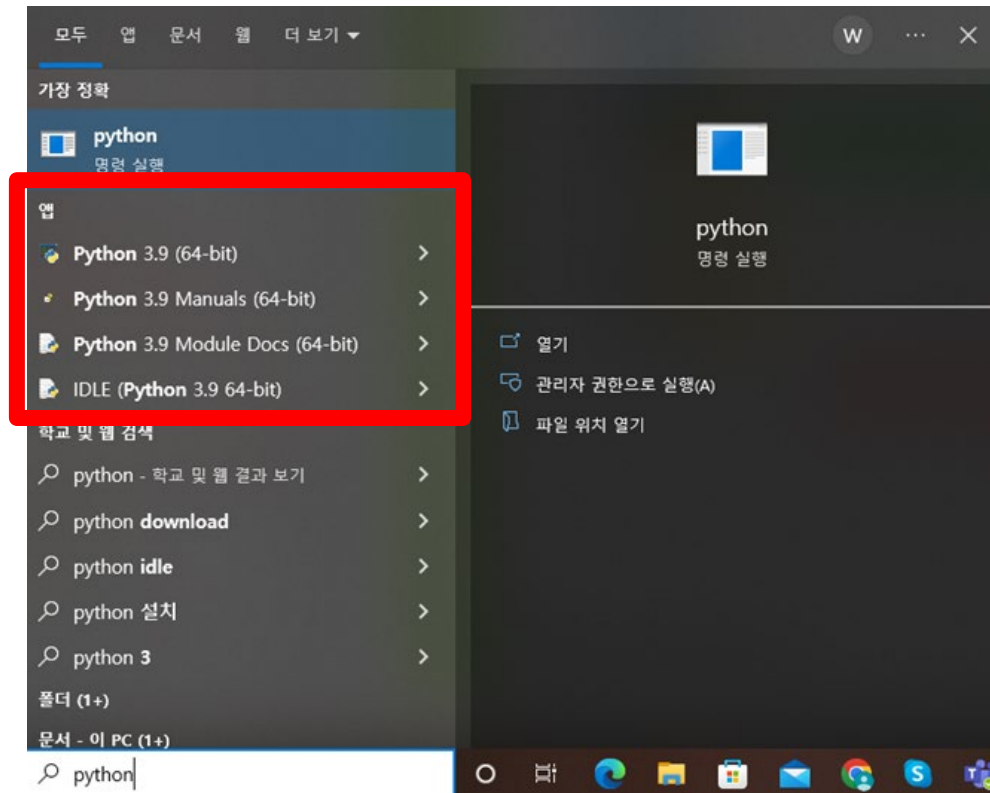 모두 앱 문서 웹 더 보기 W
가장 정확
python
명령 실행
앱
Python 3.9 (64-bit)
Python 3.9 Manuals (64-bit)
Python 3.9 Module Docs (64-bit)
IDLE (Python 3.9 64-bit)
학교 및 웹 검색
python - 학교 및 웹 결과 보기
python download
python idle
python 설치
python 3
폴더 (1+)
문서 - 이 PC (1+)
python
python
명령 실행
열기
관리자 권한으로 실행(A)
파일 위치 열기
S
T